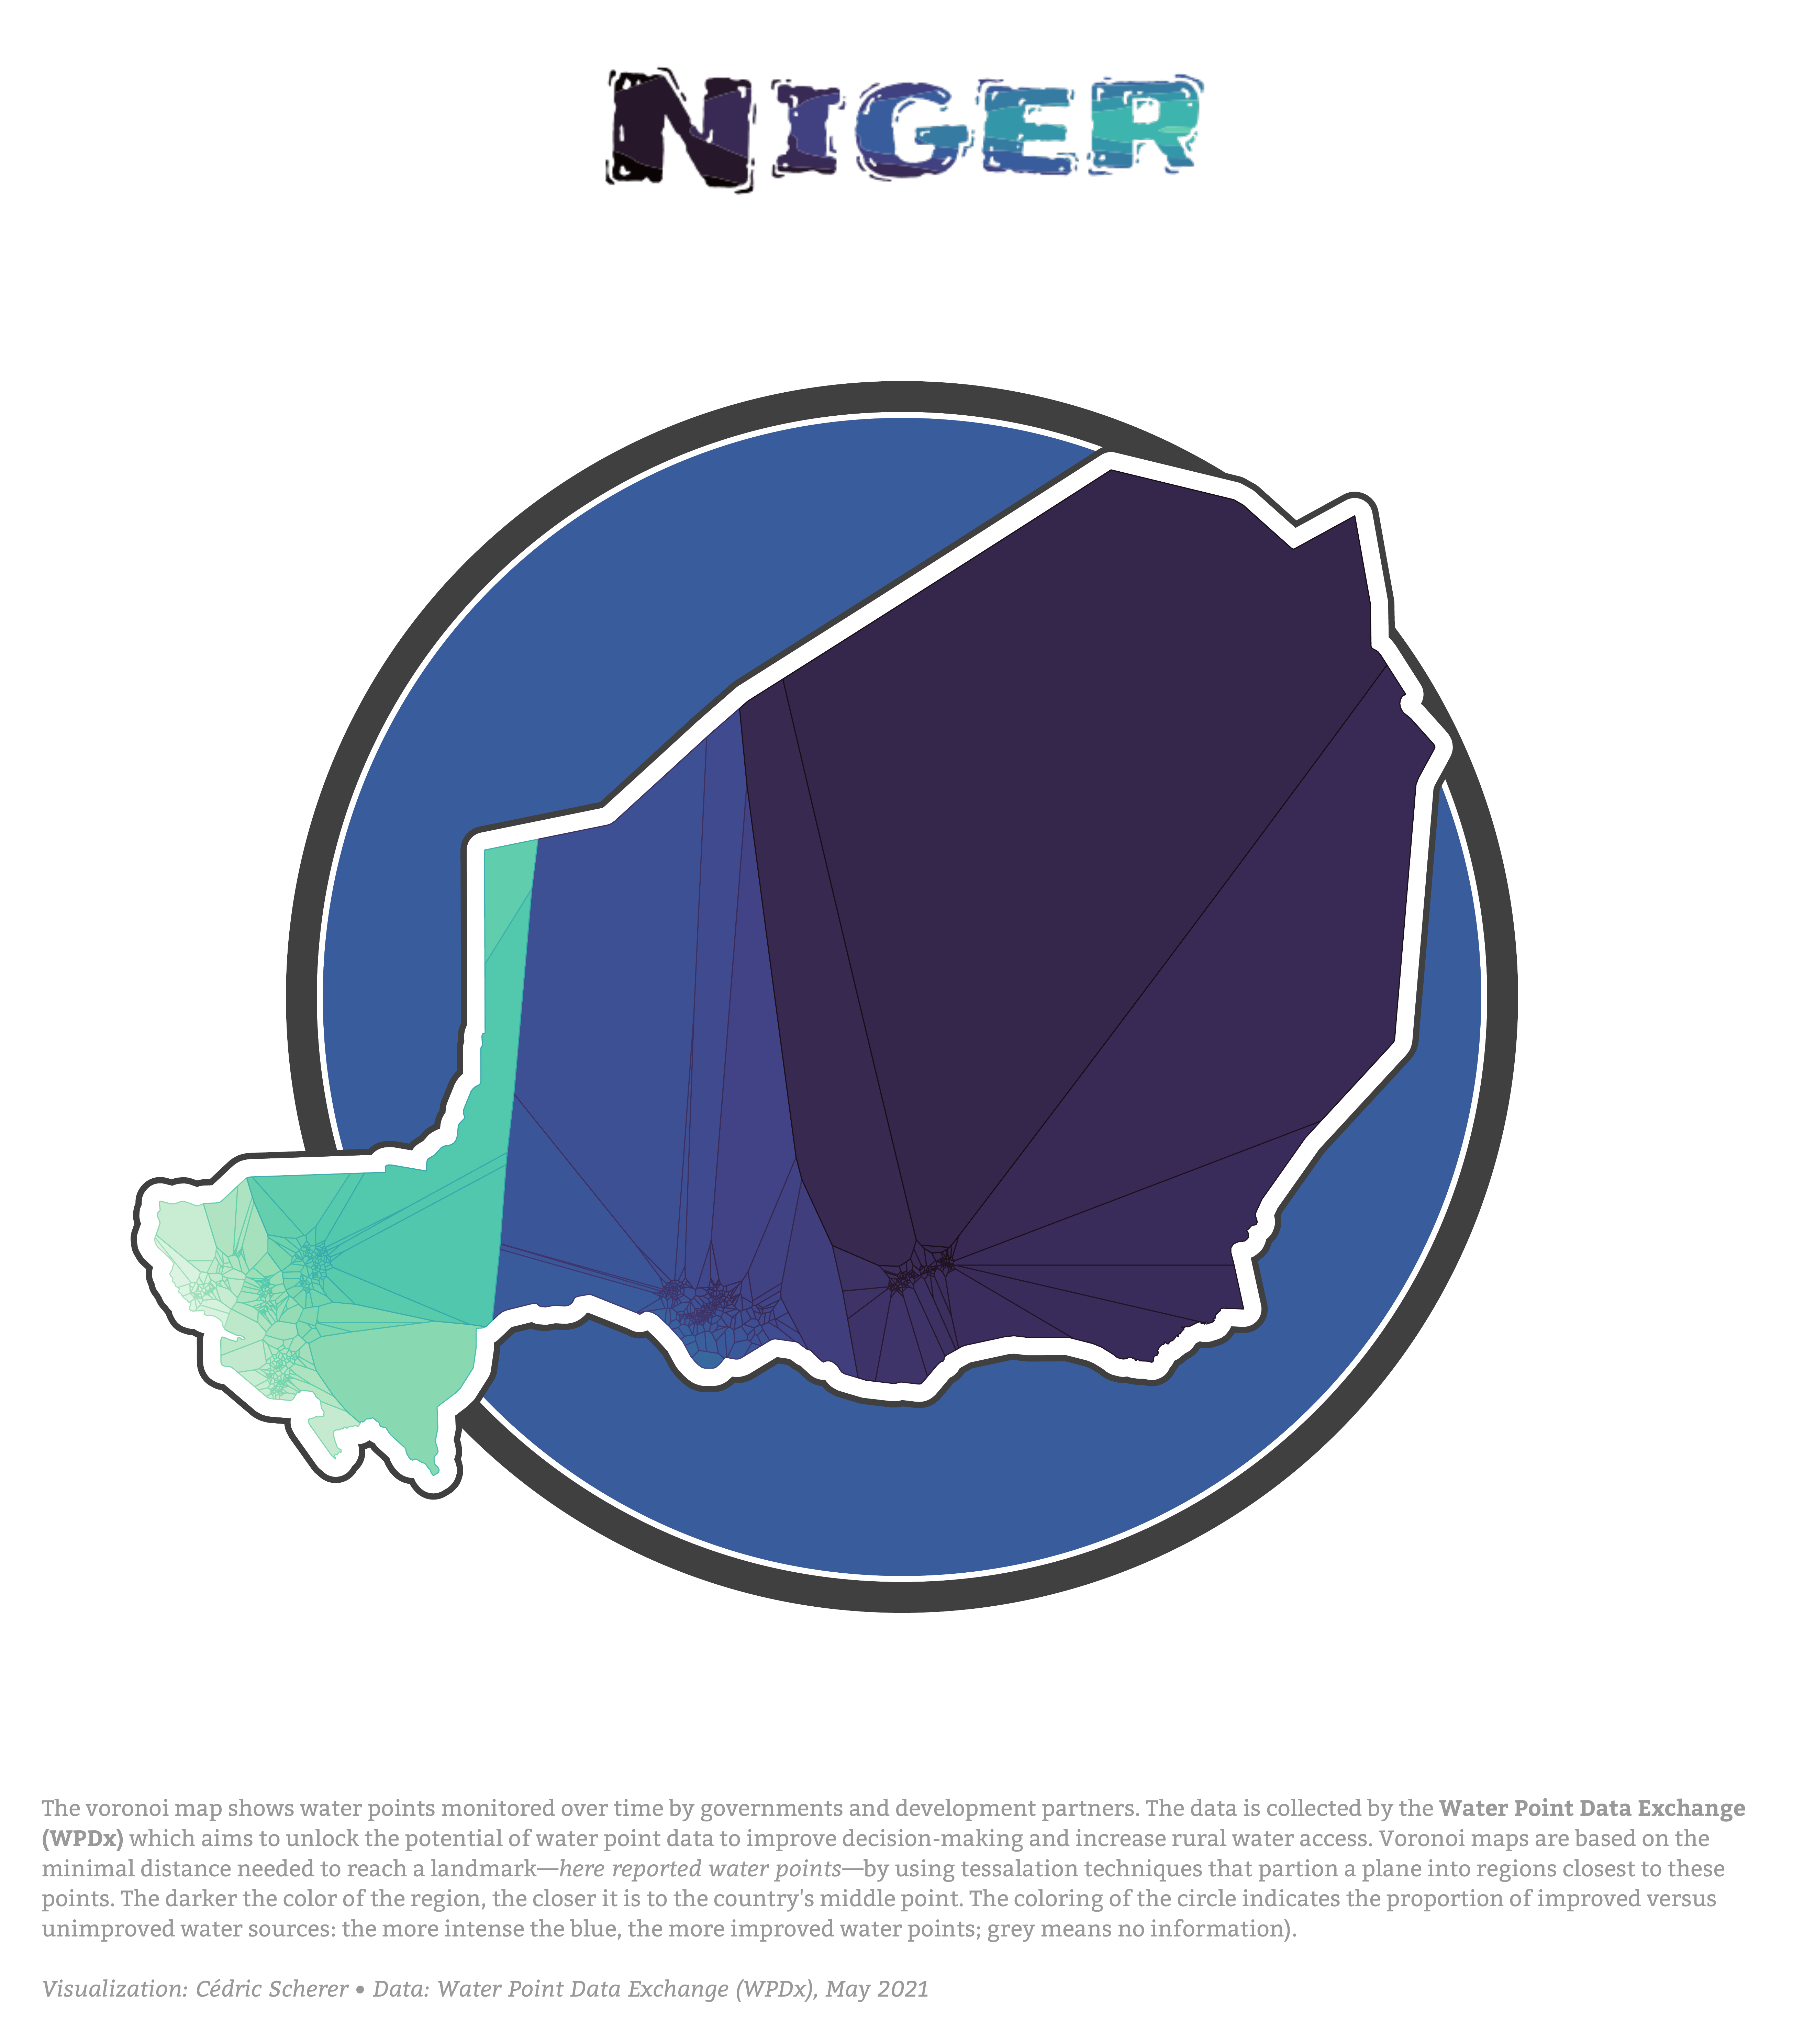 NIGER
The voronoi map shows water points monitored over time by governments and development partners. The data is collected by the Water Point Data Exchange
(WPDx) which aims to unlock the potential of water point data to improve decision-making and increase rural water access. Voronoi maps are based on the
minimal distance needed to reach a landmark—here reported water points—by using tessalation techniques that partion a plane into regions closest to these
points. The darker the color of the region, the closer it is to the country's middle point. The coloring of the circle indicates the proportion of improved versus
unimproved water sources: the more intense the blue, the more improved water points; grey means no information).
Visualization: Cédric Scherer • Data: Water Point Data Exchange (WPDx), May 2021